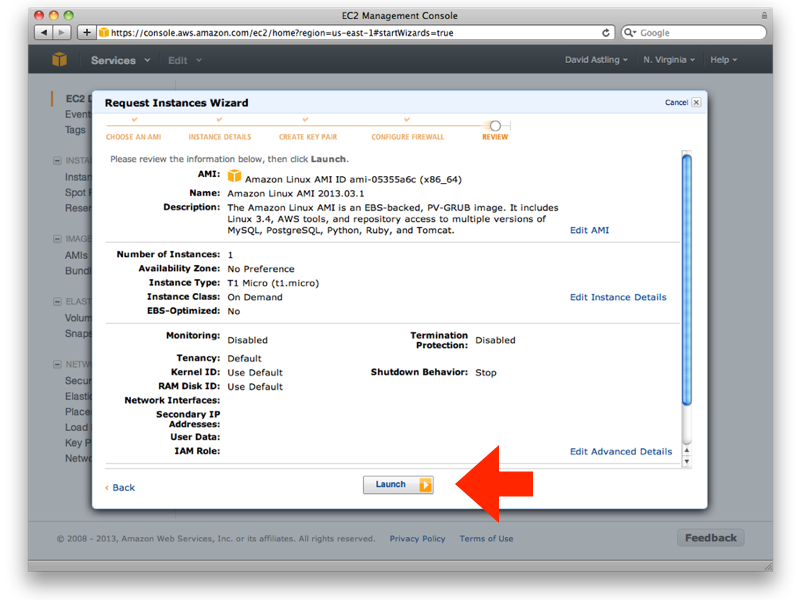 EC2 Management Console
https://console.aws.amazon.com/ec2/home?region=us-east-1#startWizards=true
Google
Services
Edit
David Astling
N. Virginia
Help
EC2 D
Event
Tags
INSTA
Instan
Spot
Reser
IMAGE
AMIs
Bundl
ELAST
Volum
Snaps
NETW
Secur
Elasti
Place
Load
Key P
Netwo
Request Instances Wizard
Cancel
CHOOSE AN AMI
INSTANCE DETAILS
CREATE KEY PAIR
CONFIGURE FIREWALL
REVIEW
Please review the information below, then click Launch.
AMI: Amazon Linux AMI ID ami-05355a6c (x86_64)
Name: Amazon Linux AMI 2013.03.1
Description: The Amazon Linux AMI is an EBS-backed, PV-GRUB image. It includes
Linux 3.4, AWS tools, and repository access to multiple versions of
MySQL, PostgreSQL, Python, Ruby, and Tomcat.
Edit AMI
Number of Instances: 1
Availability Zone: No Preference
Instance Type: T1 Micro (t1.micro)
Instance Class: On Demand
Edit Instance Details
EBS-Optimized: No
Monitoring: Disabled
Termination
Protection: Disabled
Tenancy: Default
Kernel ID: Use Default
Shutdown Behavior: Stop
RAM Disk ID: Use Default
Network Interfaces:
Secondary IP
Addresses:
User Data:
IAM Role:
Edit Advanced Details
< Back
Launch
© 2008 - 2013, Amazon Web Services, Inc. or its affiliates. All rights reserved.
Privacy Policy
Terms of Use
Feedback